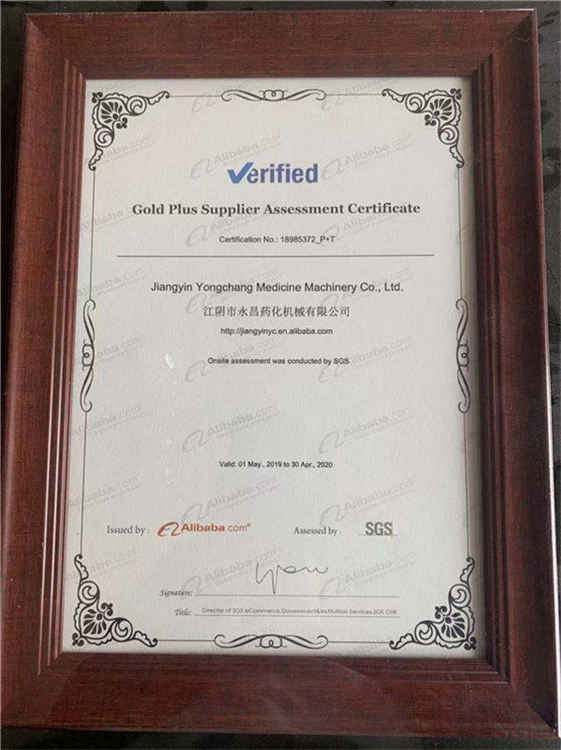 Verified
Gold Plus Supplier Assessment Certificate
Certification No.: 18985372_P+T
Jiangyin Yongchang Medicine Machinery Co., Ltd.
江阴市永昌药化机械有限公司
http://jiangyinyc.en.alibaba.com
Onsite assessment was conducted by SGS
Valid: 01 May., 2019 to 30 Apr., 2020
Issued by : Alibaba.com® Assessed by : SGS
Signature:
Title: Director of SGS eCommerce,Government&Institution Services,SGS CHK